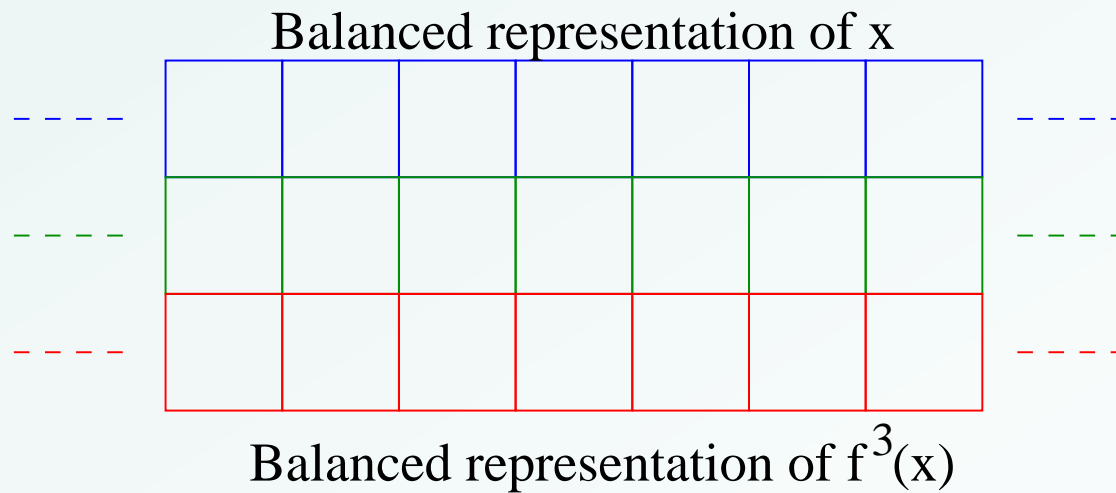 Balanced representation of x
Balanced representation of f³(x)